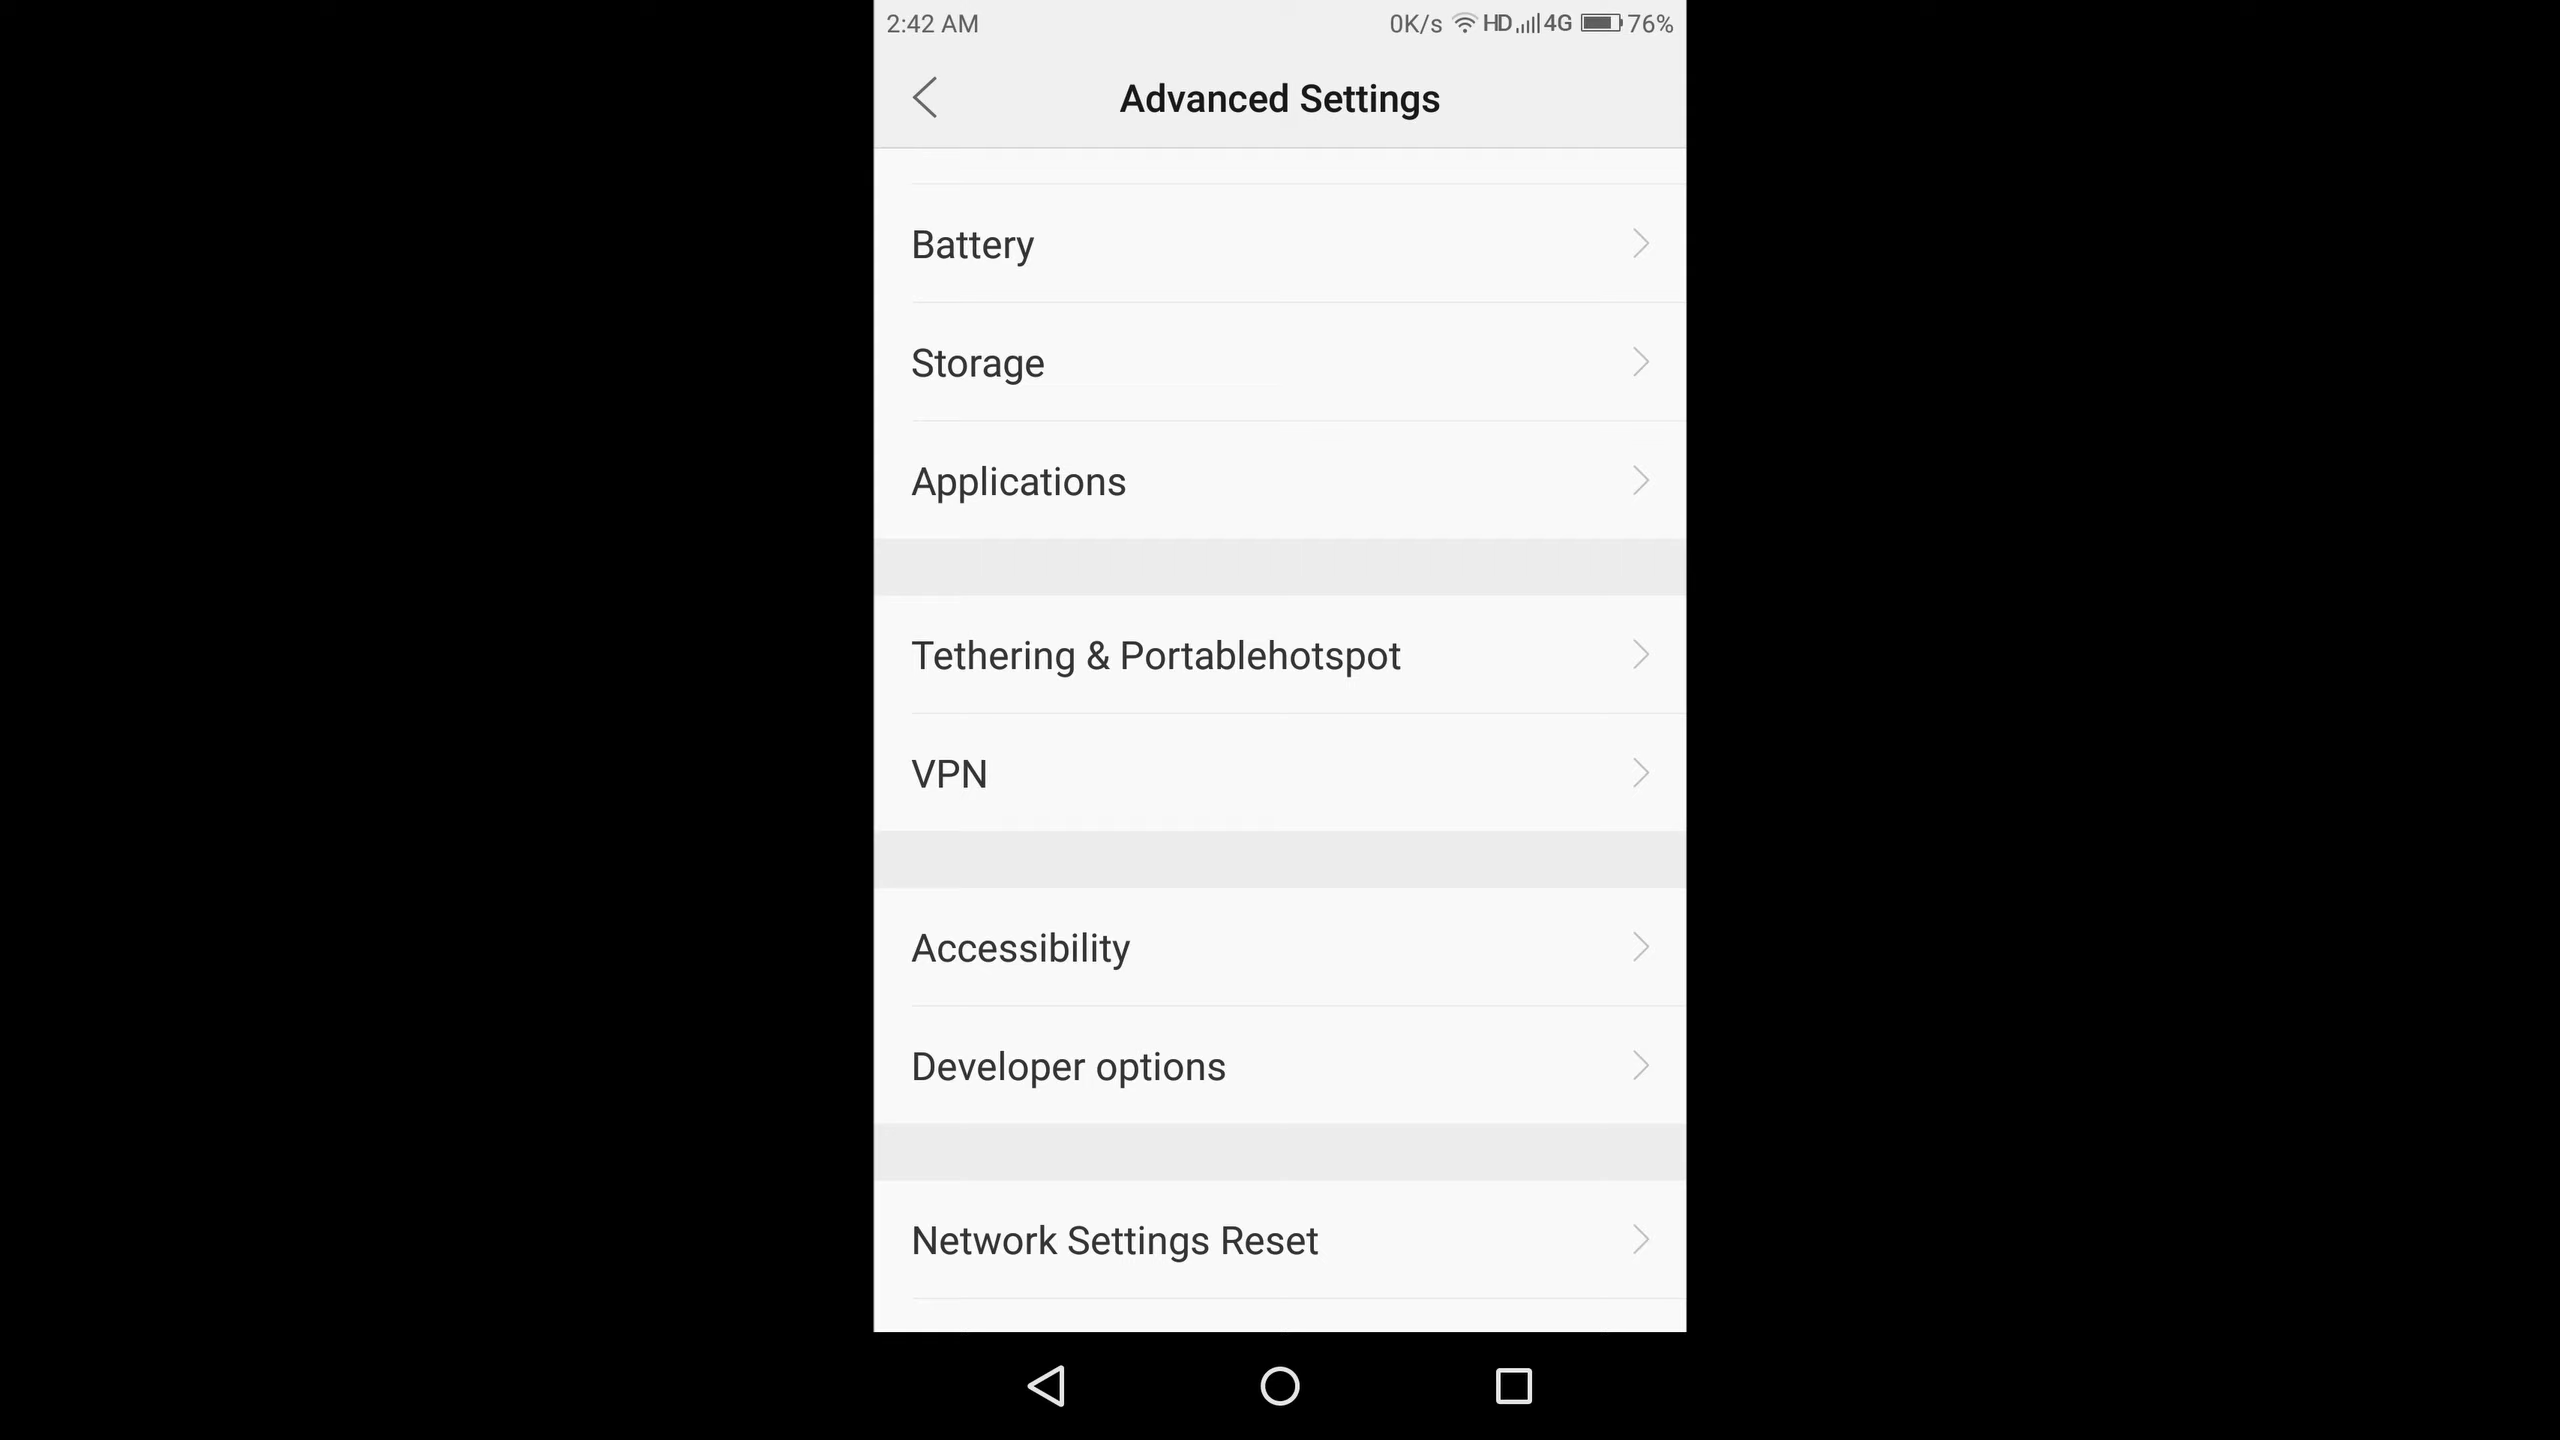 2:42 AM 0K/s HD 4G 76%
Advanced Settings
Battery
Storage
Applications
Tethering & Portablehotspot
VPN
Accessibility
Developer options
Network Settings Reset